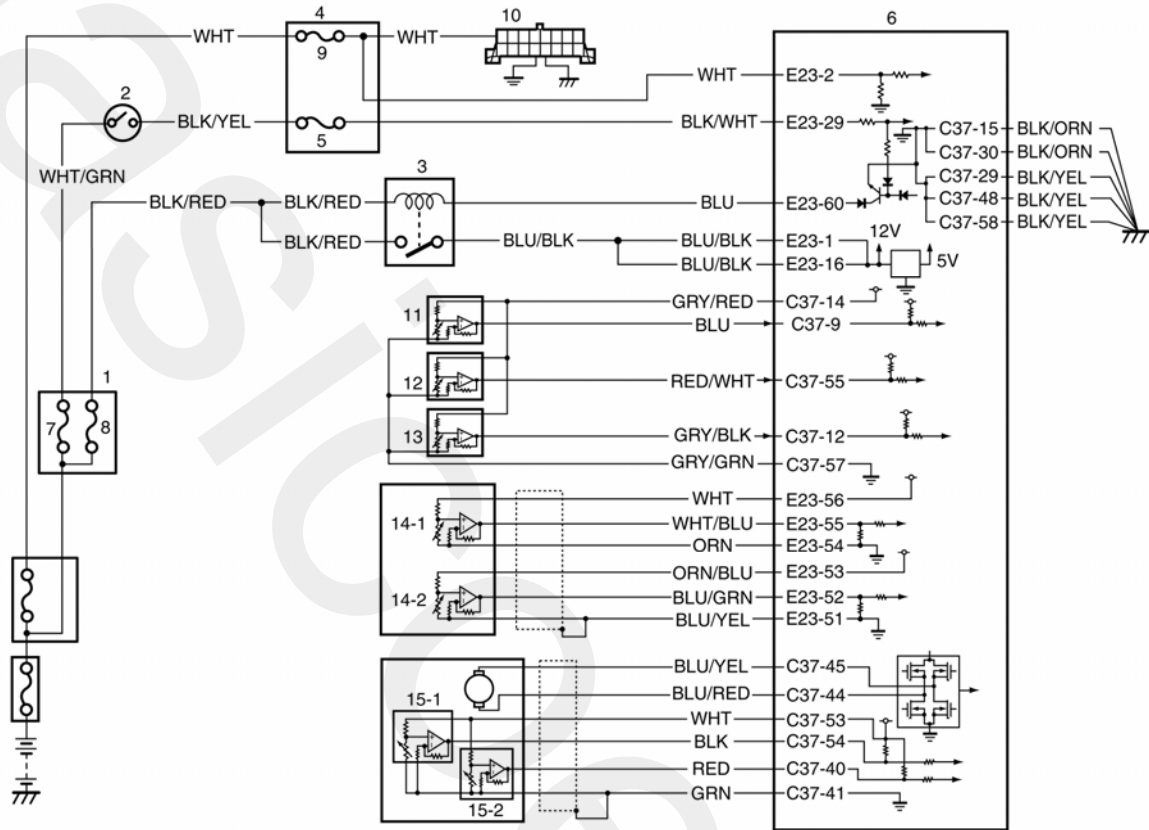 4 10 6
WHT 9 WHT
WHT E23-2
2
BLK/YEL 5 BLK/WHT E23-29
C37-15 BLK/ORN
C37-30 BLK/ORN
C37-29 BLK/YEL
C37-48 BLK/YEL
C37-58 BLK/YEL
WHT/GRN
3
BLK/RED BLK/RED BLU E23-60
BLK/RED BLU/BLK BLU/BLK E23-1 12V
BLU/BLK E23-16 5V
GRY/RED C37-14
11 BLU C37-9
12 RED/WHT C37-55
1
7 8
13 GRY/BLK C37-12
GRY/GRN C37-57
WHT E23-56
14-1 WHT/BLU E23-55
ORN E23-54
ORN/BLU E23-53
14-2 BLU/GRN E23-52
BLU/YEL E23-51
BLU/YEL C37-45
15-1 BLU/RED C37-44
WHT C37-53
BLK C37-54
RED C37-40
15-2 GRN C37-41